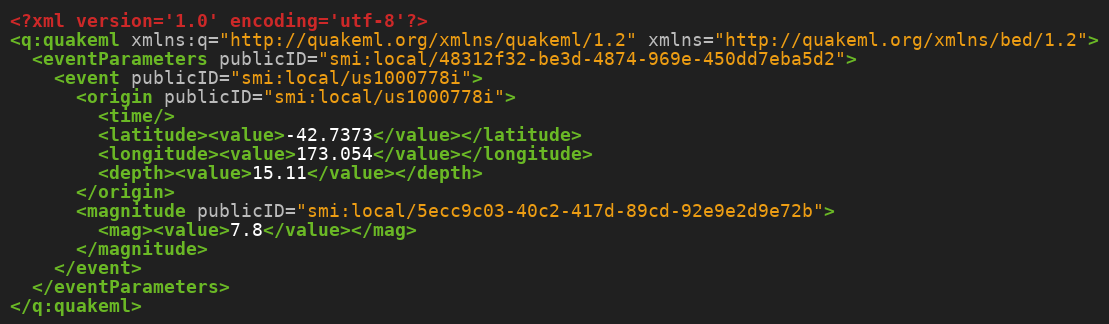 <?xml version='1.0' encoding='utf-8'?>
<q:quakeml xmlns:q="http://quakeml.org/xmlns/quakeml/1.2" xmlns="http://quakeml.org/xmlns/bed/1.2">
  <eventParameters publicID="smi:local/48312f32-be3d-4874-969e-450dd7eba5d2">
    <event publicID="smi:local/us1000778i">
      <origin publicID="smi:local/us1000778i">
        <time/>
        <latitude><value>-42.7373</value></latitude>
        <longitude><value>173.054</value></longitude>
        <depth><value>15.11</value></depth>
      </origin>
      <magnitude publicID="smi:local/5ecc9c03-40c2-417d-89cd-92e9e2d9e72b">
        <mag><value>7.8</value></mag>
      </magnitude>
    </event>
  </eventParameters>
</q:quakeml>